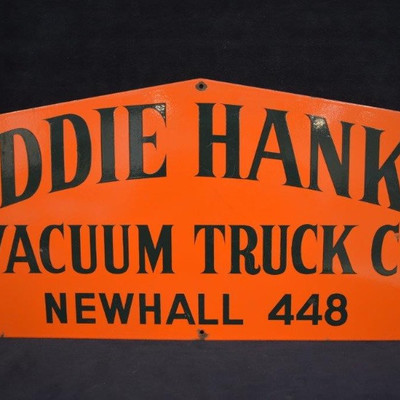 DDIE HANK
VACUUM TRUCK C
NEWHALL 448